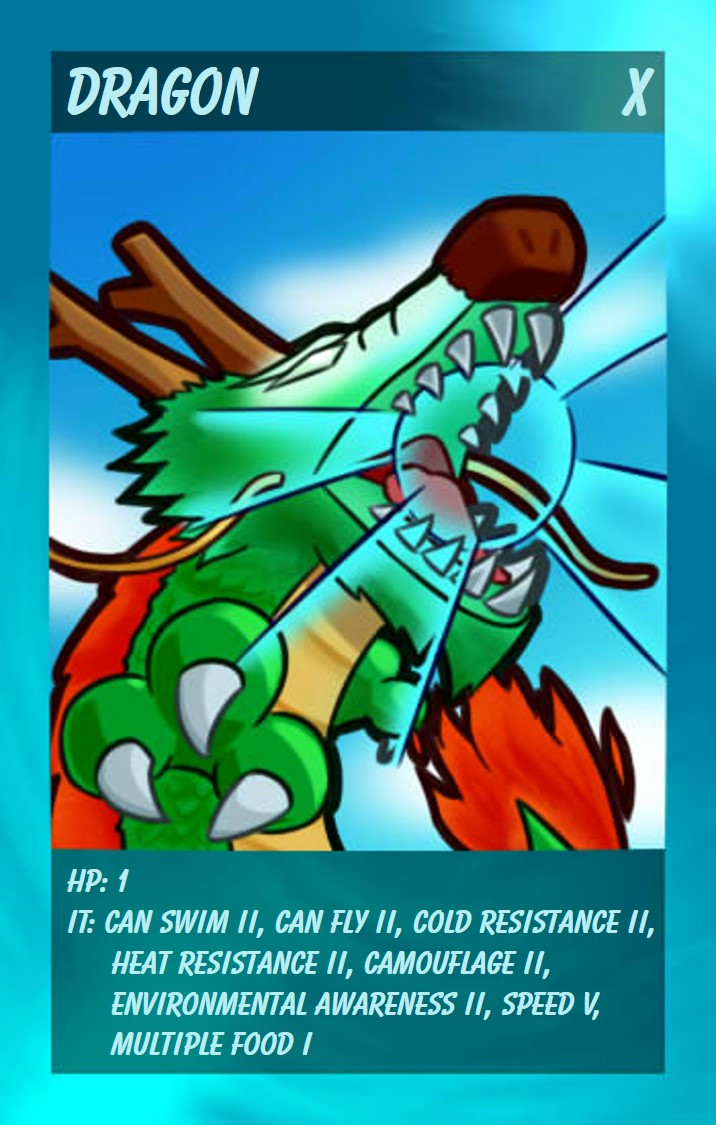 DRAGON X
HP: 1
IT: CAN SWIM II, CAN FLY II, COLD RESISTANCE II,
HEAT RESISTANCE II, CAMOUFLAGE II,
ENVIRONMENTAL AWARENESS II, SPEED V,
MULTIPLE FOOD I